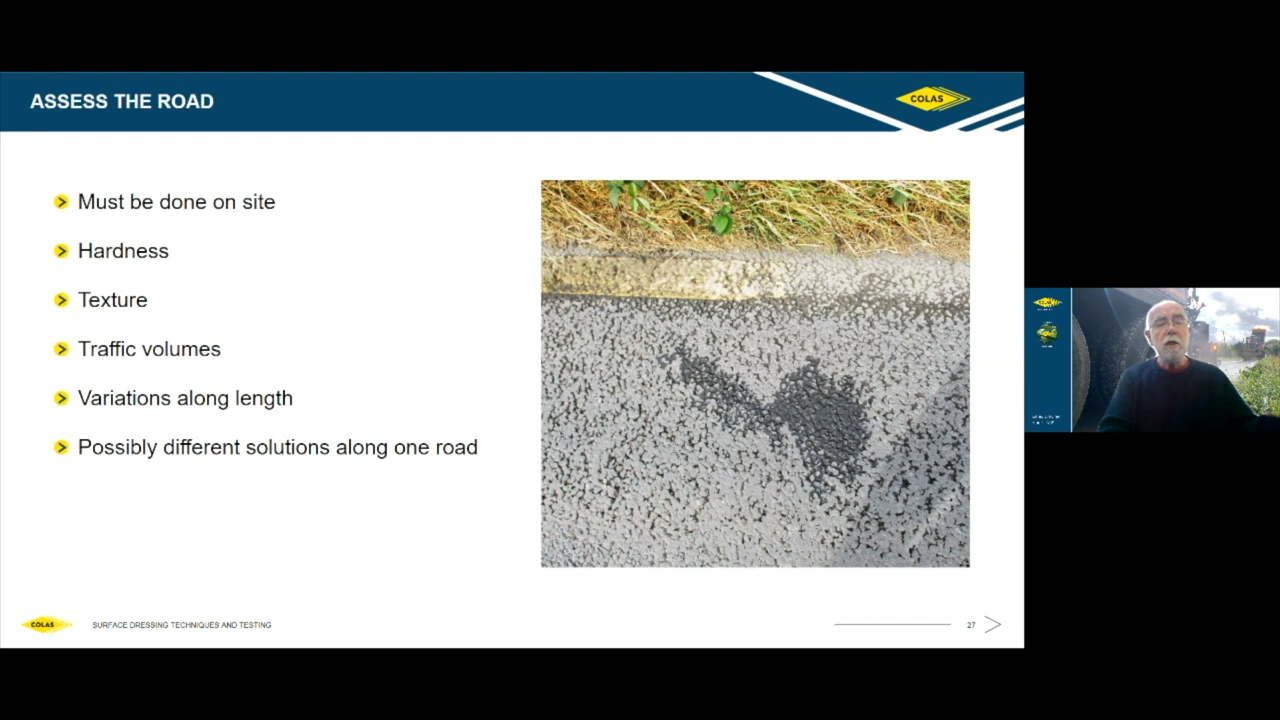 ASSESS THE ROAD
COLAS
Must be done on site
Hardness
Texture
Traffic volumes
Variations along length
Possibly different solutions along one road
COLAS
SURFACE DRESSING TECHNIQUES AND TESTING
27